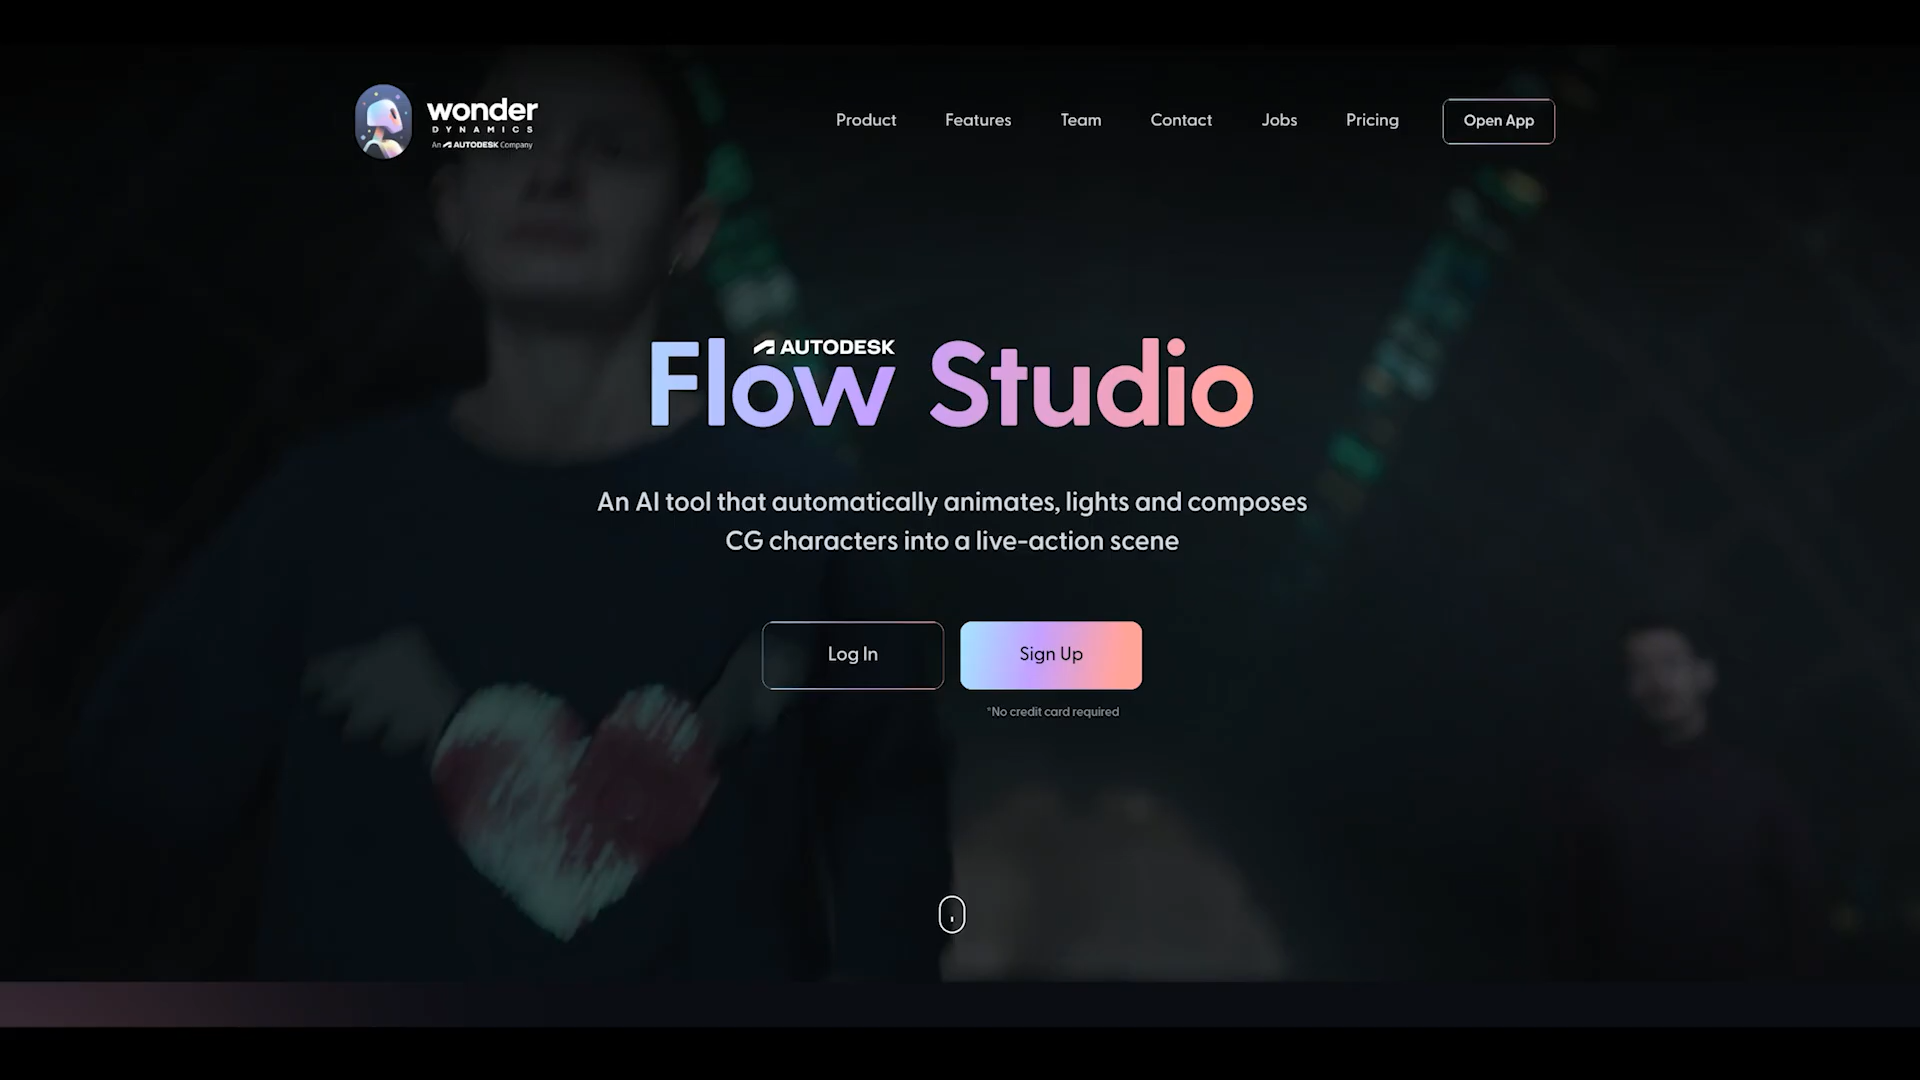 wonder
DYNAMICS
An AUTODESK Company
Product
Features
Team
Contact
Jobs
Pricing
Open App
AUTODESK
Flow Studio
An AI tool that automatically animates, lights and composes
CG characters into a live-action scene
Log In
Sign Up
*No credit card required